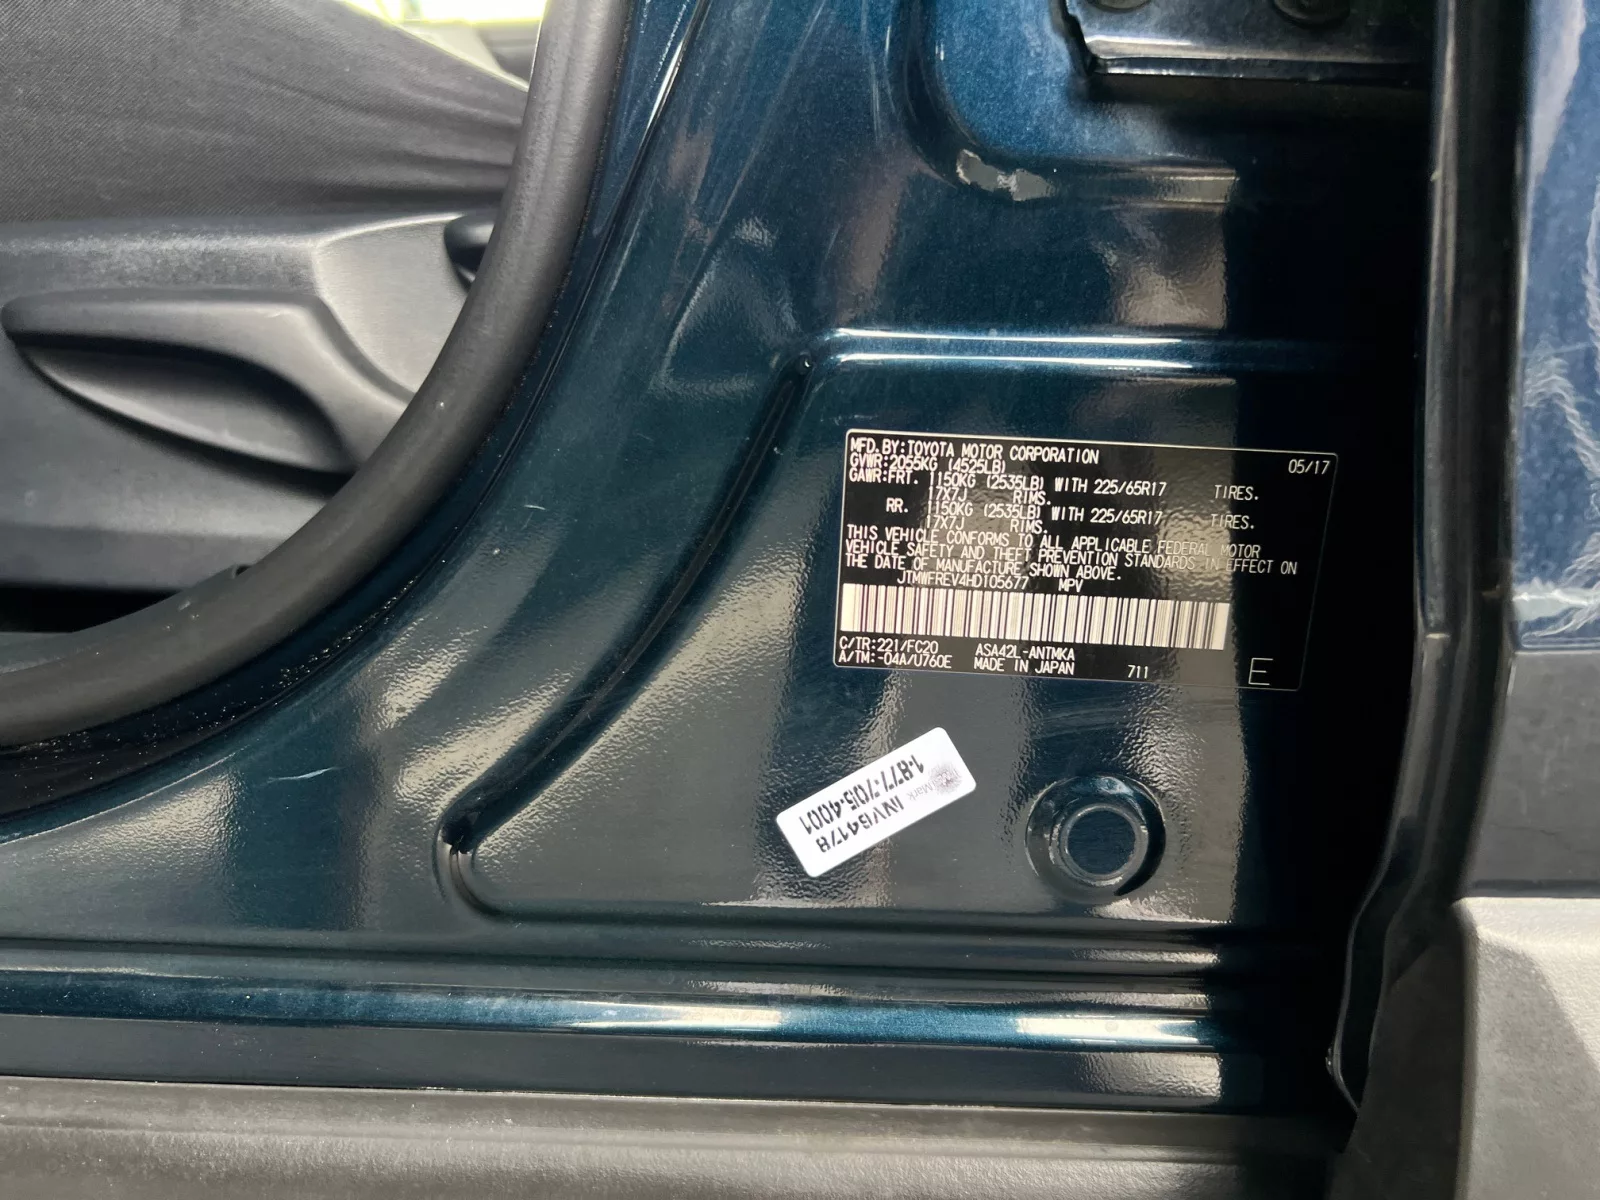 MFD.BY:TOYOTA MOTOR CORPORATION 05/17
GVWR:2055KG (4525LB)
GAWR:FRT. 1150KG (2535LB) WITH 225/65R17 TIRES.
17X7J RIMS.
RR. 1150KG (2535LB) WITH 225/65R17 TIRES.
17X7J RIMS.
THIS VEHICLE CONFORMS TO ALL APPLICABLE FEDERAL MOTOR
VEHICLE SAFETY AND THEFT PREVENTION STANDARDS IN EFFECT ON
THE DATE OF MANUFACTURE SHOWN ABOVE.
JTMWFREV4HD105677 MPV
C/TR:221/FC20 ASA42L-ANTMKA
A/TM:-04A/U760E MADE IN JAPAN 711 E
Mark INV64178
1-877-705-4001